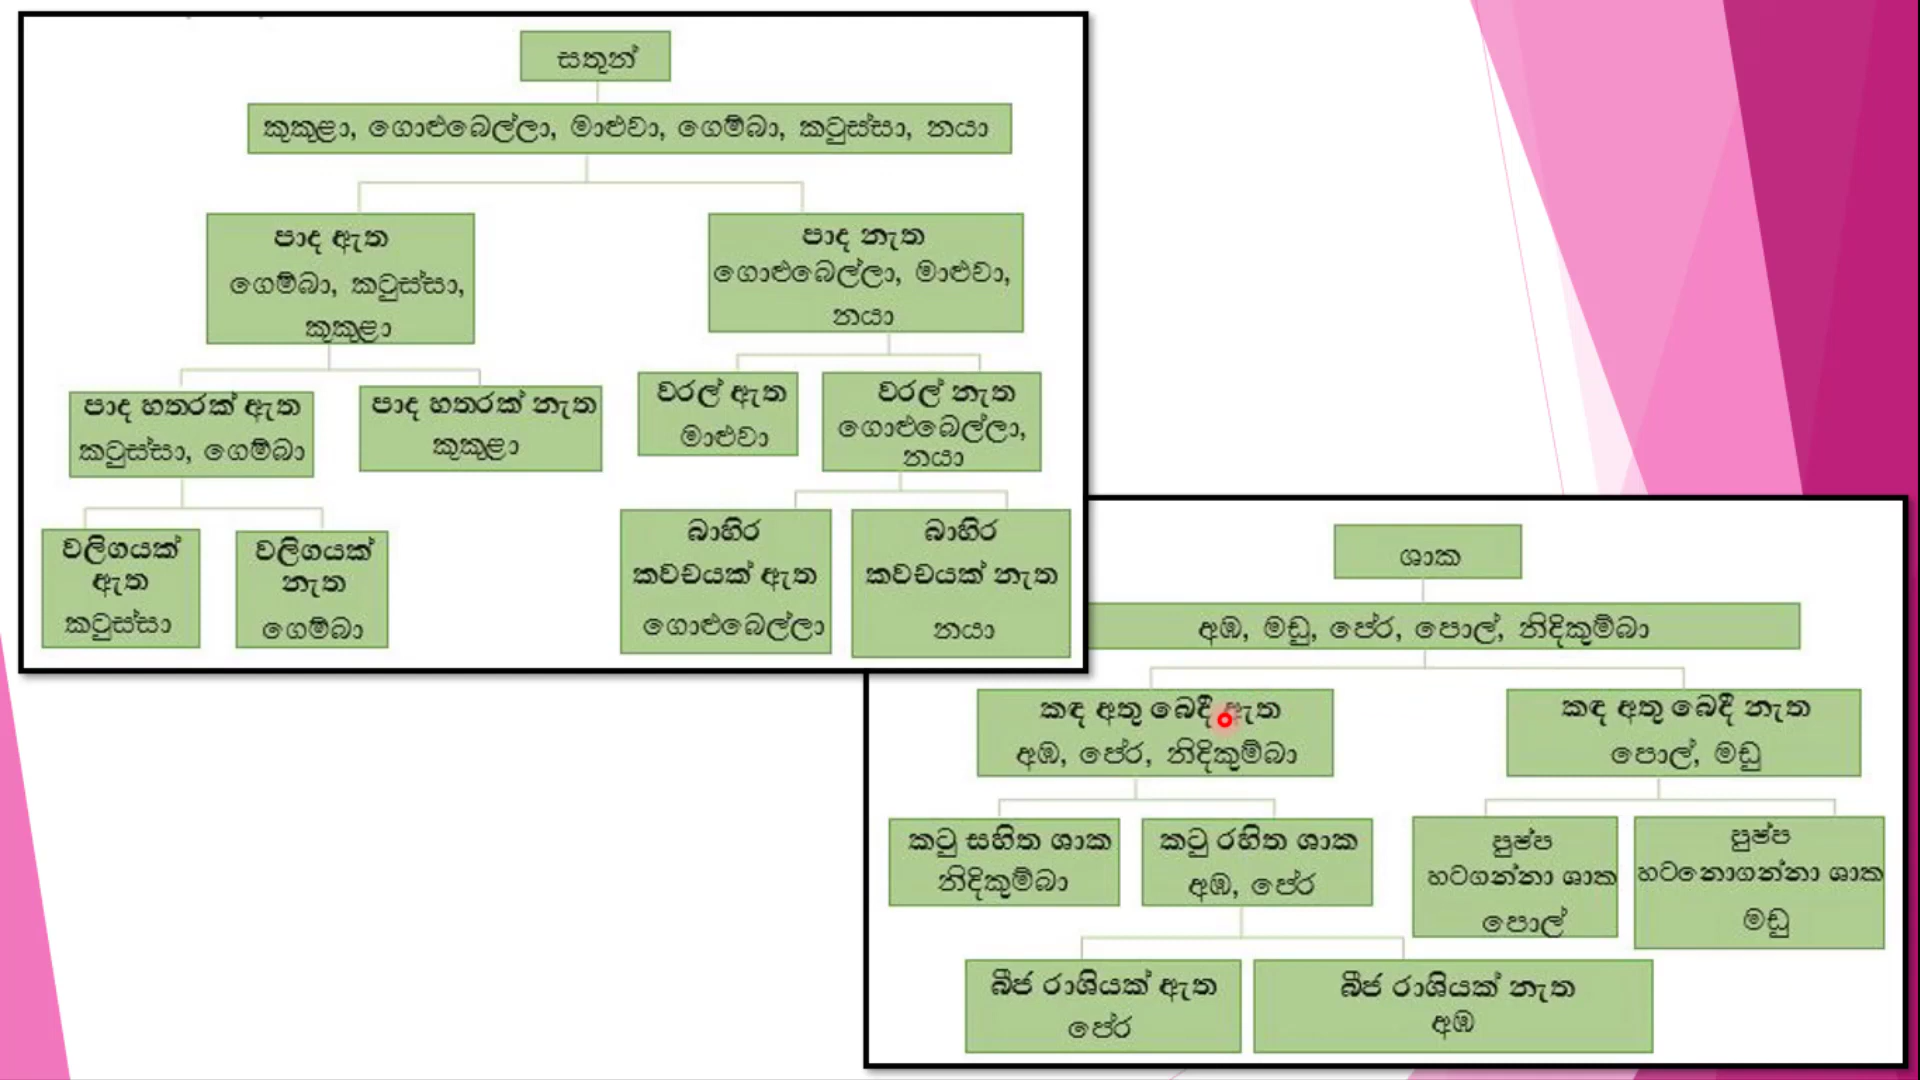 සතුන්
කුකුළා, ගොළුබෙල්ලා, මාළුවා, ගෙම්බා, කටුස්සා, නයා
පාද ඇත
ගෙම්බා, කටුස්සා,
කුකුළා
පාද නැත
ගොළුබෙල්ලා, මාළුවා,
නයා
පාද හතරක් ඇත
කටුස්සා, ගෙම්බා
පාද හතරක් නැත
කුකුළා
වරල් ඇත
මාළුවා
වරල් නැත
ගොළුබෙල්ලා,
නයා
වලිගයක්
ඇත
කටුස්සා
වලිගයක්
නැත
ගෙම්බා
බාහිර
කවචයක් ඇත
ගොළුබෙල්ලා
බාහිර
කවචයක් නැත
නයා
ශාක
අඹ, මඩු, පේර, පොල්, නිදිකුම්බා
කඳ අතු බෙදී ඇත
අඹ, පේර, නිදිකුම්බා
කඳ අතු බෙදී නැත
පොල්, මඩු
කටු සහිත ශාක
නිදිකුම්බා
කටු රහිත ශාක
අඹ, පේර
පුෂ්ප
හටගන්නා ශාක
පොල්
පුෂ්ප
හටනොගන්නා ශාක
මඩු
බීජ රාශියක් ඇත
පේර
බීජ රාශියක් නැත
අඹ